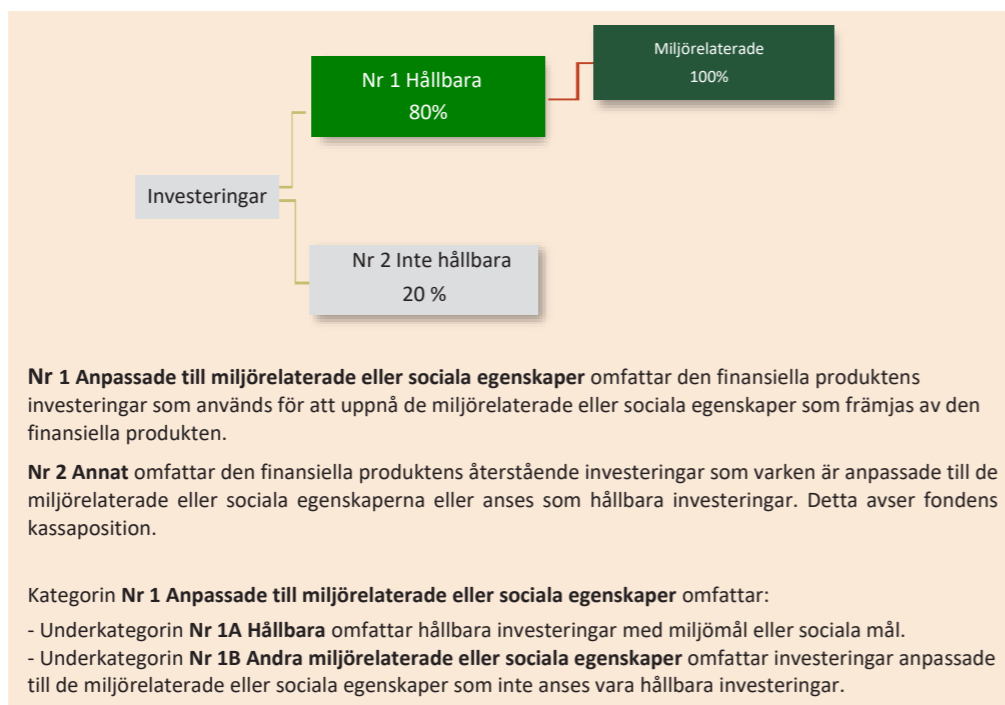 Miljörelaterade
100%
Nr 1 Hållbara
80%
Investeringar
Nr 2 Inte hållbara
20 %
Nr 1 Anpassade till miljörelaterade eller sociala egenskaper omfattar den finansiella produktens
investeringar som används för att uppnå de miljörelaterade eller sociala egenskaper som främjas av den
finansiella produkten.
Nr 2 Annat omfattar den finansiella produktens återstående investeringar som varken är anpassade till de
miljörelaterade eller sociala egenskaperna eller anses som hållbara investeringar. Detta avser fondens
kassaposition.
Kategorin Nr 1 Anpassade till miljörelaterade eller sociala egenskaper omfattar:
- Underkategorin Nr 1A Hållbara omfattar hållbara investeringar med miljömål eller sociala mål.
- Underkategorin Nr 1B Andra miljörelaterade eller sociala egenskaper omfattar investeringar anpassade
till de miljörelaterade eller sociala egenskaper som inte anses vara hållbara investeringar.